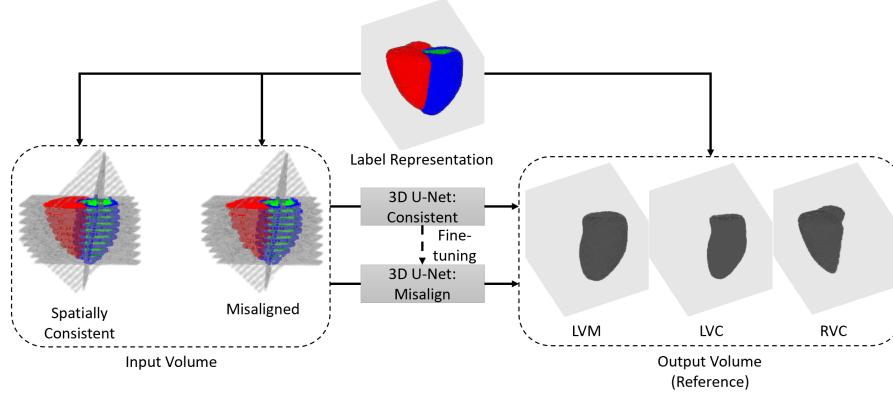 Label Representation
3D U-Net:
Consistent
Fine-
tuning
3D U-Net:
Misalign
Spatially
Consistent
Misaligned
Input Volume
LVM
LVC
RVC
Output Volume
(Reference)